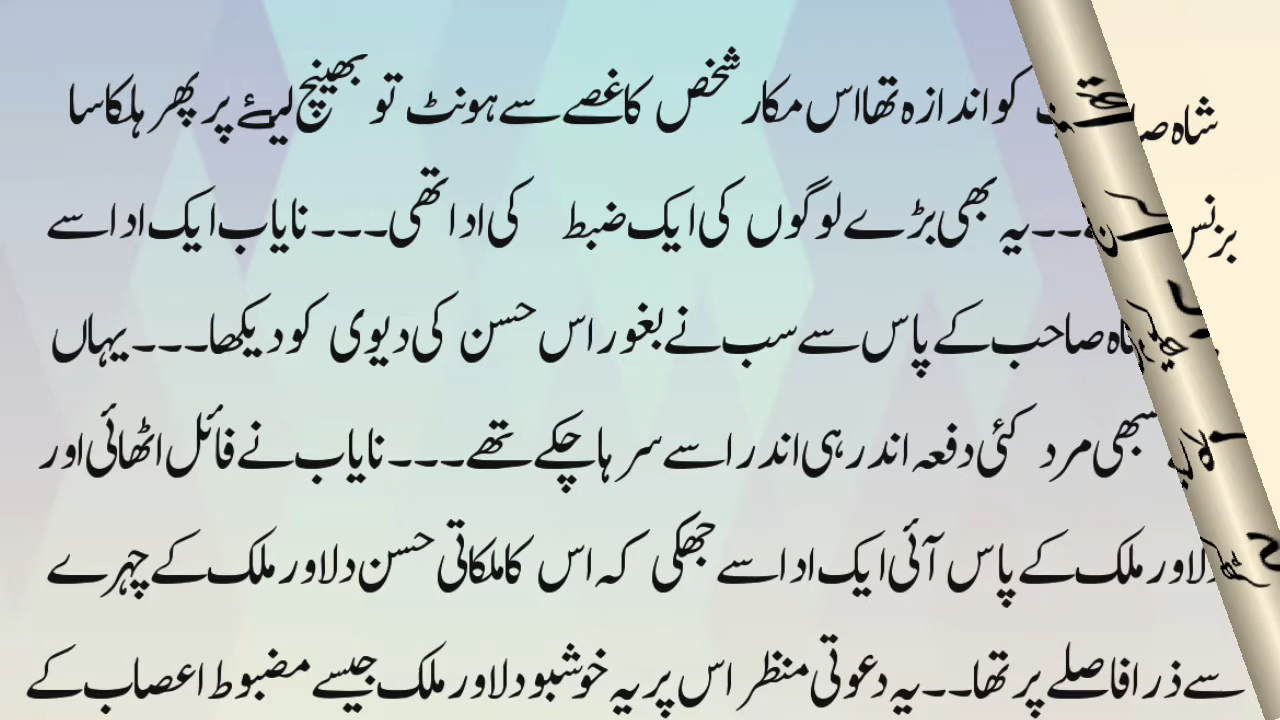 شاہ کو اندازہ تھا اس مکار شخص کا غصے سے ہونٹ تو بھینچ لیئے پر پھر ہلکا سا
بزنس ۔۔یہ بھی بڑے لوگوں کی ایک ضبط کی ادا تھی۔۔۔نایاب ایک ادا سے
صاحب کے پاس سے سب نے بغور اس حسن کی دیوی کو دیکھا۔۔۔یہاں
سبھی مرد کئی دفعہ اندر ہی اندر اسے سر ہا چکے تھے۔۔۔نایاب نے فائل اٹھائی اور
دلاور ملک کے پاس آئی ایک ادا سے جھکی کہ اس کا ملکاتی حسن دلاور ملک کے چہرے
سے ذرا فاصلے پر تھا۔۔یہ دعوتی منظر اس پر یہ خوشبو دلاور ملک جیسے مضبوط اعصاب کے